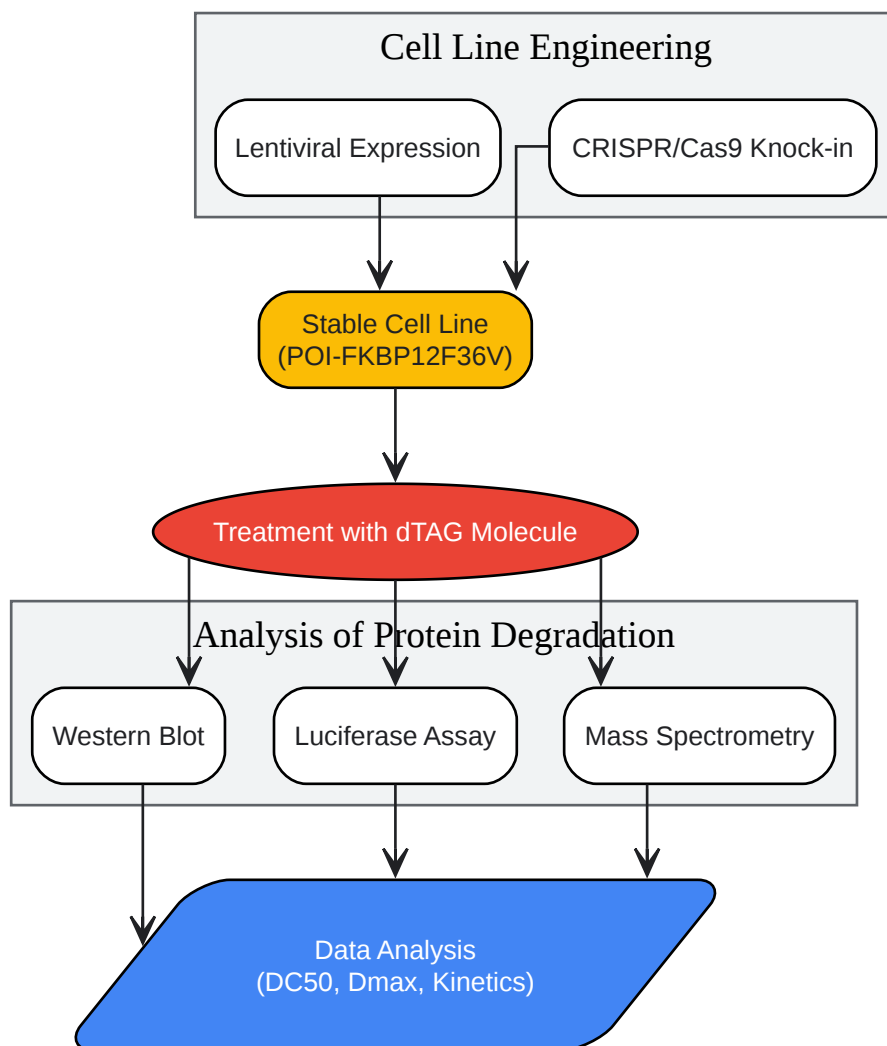 Cell Line Engineering
Lentiviral Expression
CRISPR/Cas9 Knock-in
Stable Cell Line
(POI-FKBP12F36V)
Treatment with dTAG Molecule
Analysis of Protein Degradation
Western Blot
Luciferase Assay
Mass Spectrometry
Data Analysis
(DC50, Dmax, Kinetics)